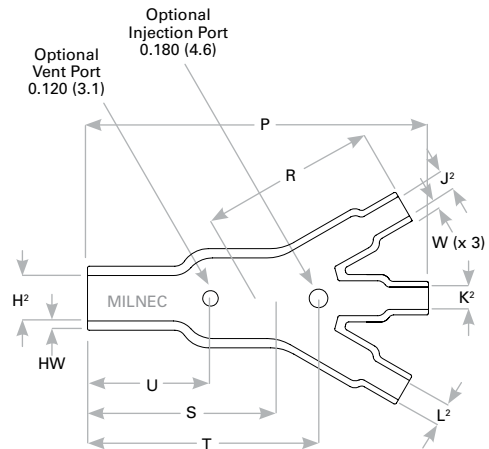 Optional
Injection Port
0.180 (4.6)
Optional
Vent Port
0.120 (3.1)
P
R
J²
W (x 3)
H²
MILNEC
K²
HW
U
S
L²
T